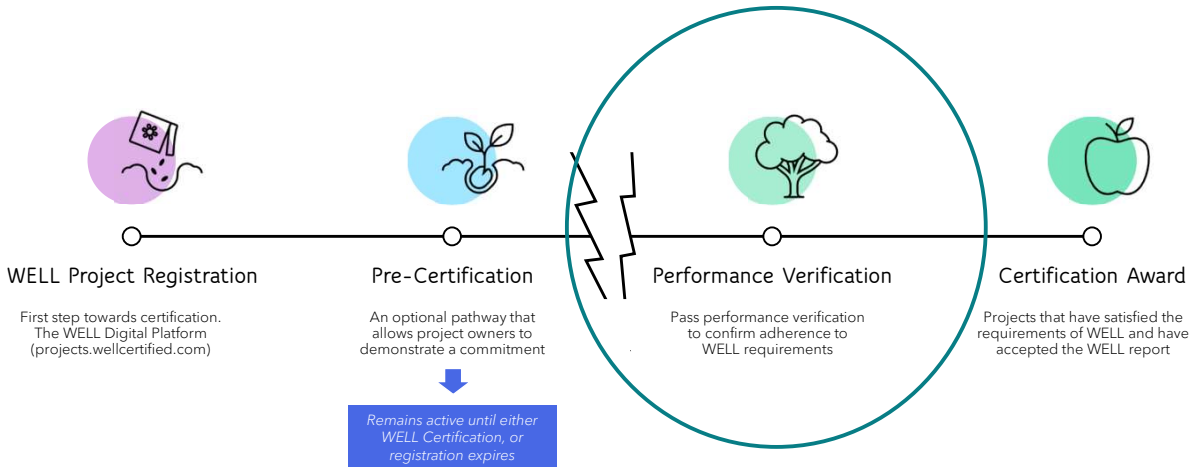 WELL Project Registration
First step towards certification.
The WELL Digital Platform
(projects.wellcertified.com)
Pre-Certification
An optional pathway that
allows project owners to
demonstrate a commitment
Remains active until either
WELL Certification, or
registration expires
Performance Verification
Pass performance verification
to confirm adherence to
WELL requirements
.
Certification Award
Projects that have satisfied the
requirements of WELL and have
accepted the WELL report